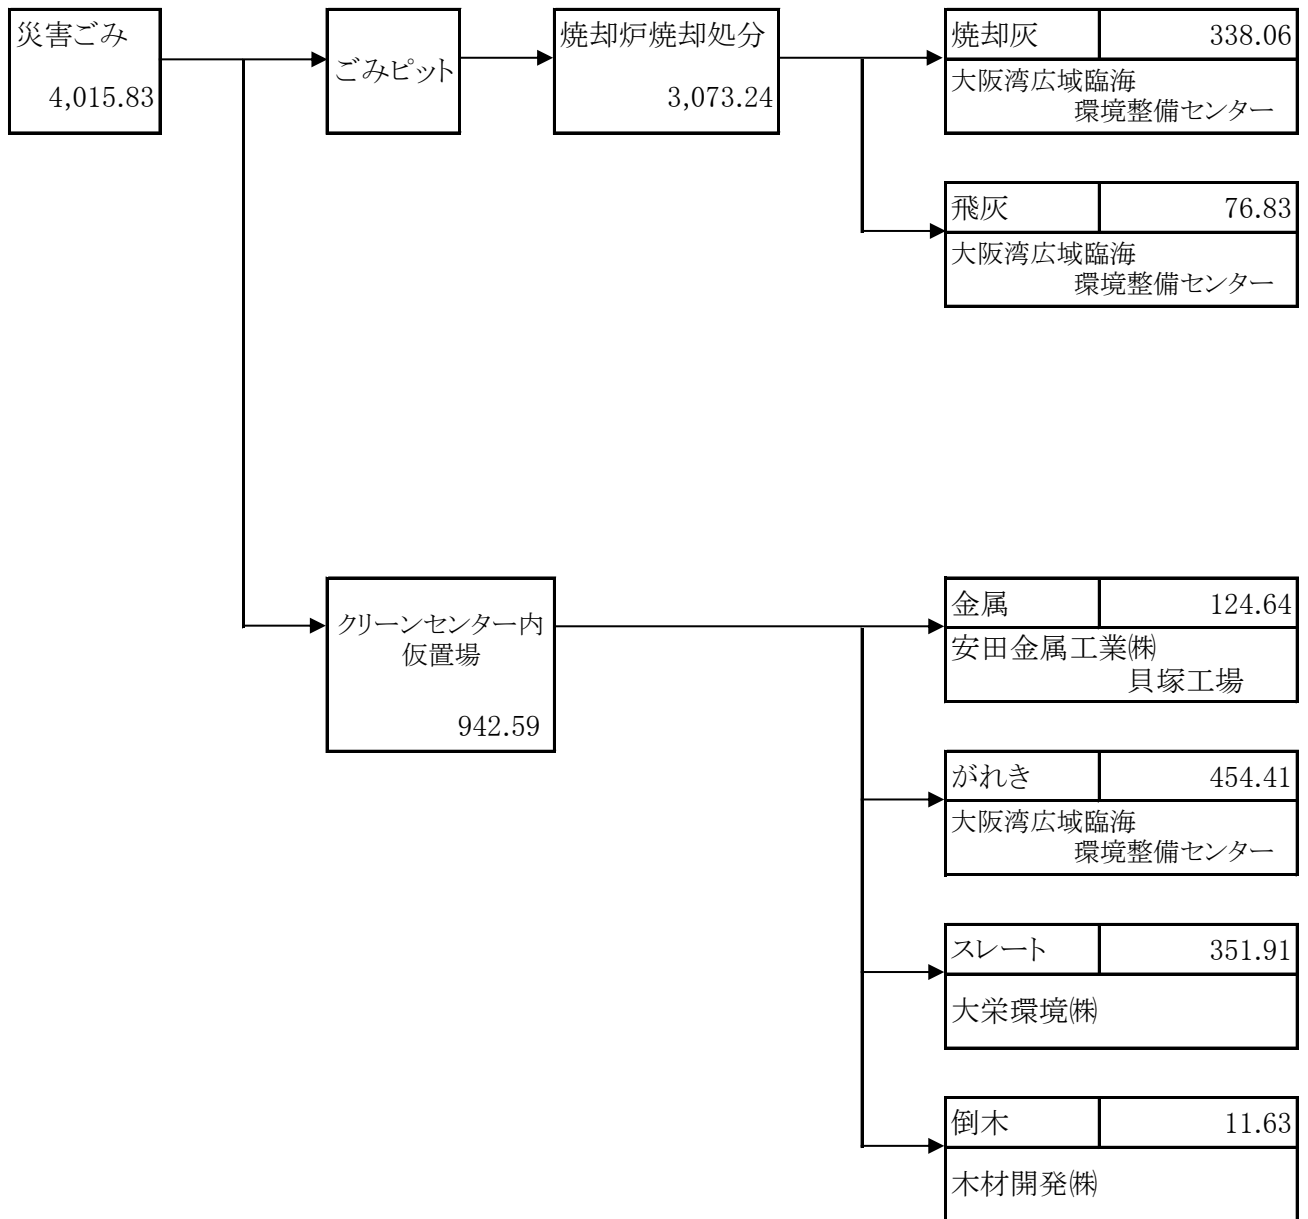 災害ごみ
4,015.83
ごみピット
焼却炉焼却処分
3,073.24
焼却灰 338.06
大阪湾広域臨海
環境整備センター
飛灰 76.83
大阪湾広域臨海
環境整備センター
クリーンセンター内
仮置場
942.59
金属 124.64
安田金属工業㈱
貝塚工場
がれき 454.41
大阪湾広域臨海
環境整備センター
スレート 351.91
大栄環境㈱
倒木 11.63
木材開発㈱